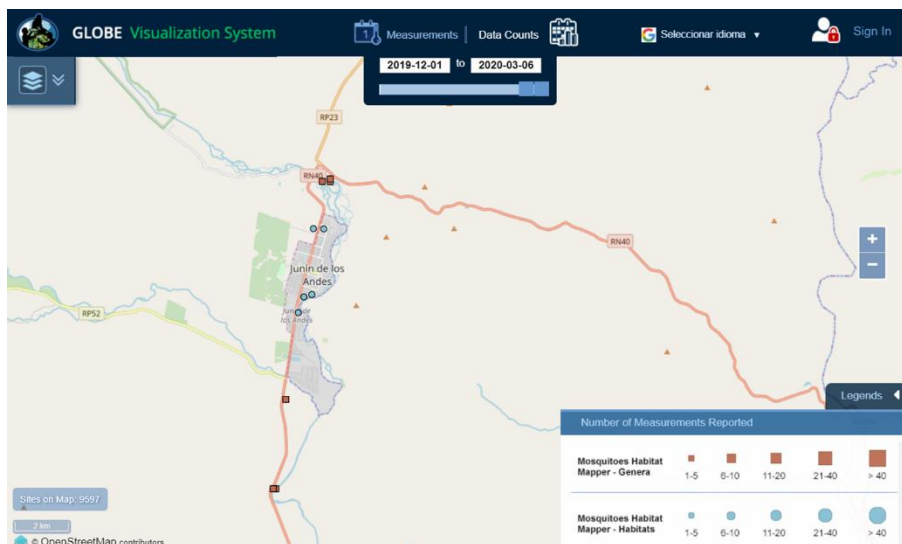 GLOBE Visualization System
1 Measurements | Data Counts
G Seleccionar idioma ▼
Sign In
2019-12-01 to 2020-03-06
RP23
RN40
RN40
Junín de los
Andes
Junín de
los Andes
RP52
Legends
Number of Measurements Reported
Mosquitoes Habitat
Mapper - Genera
1-5 6-10 11-20 21-40 > 40
Mosquitoes Habitat
Mapper - Habitats
1-5 6-10 11-20 21-40 > 40
Sites on Map: 9597
2 km
© OpenStreetMap contributors